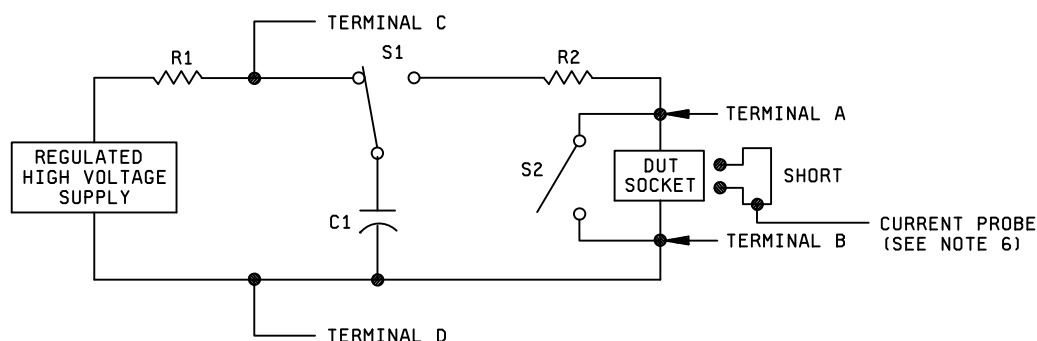 TERMINAL C
S1
R1
R2
TERMINAL A
REGULATED
HIGH VOLTAGE
SUPPLY
S2
DUT
SOCKET
SHORT
C1
CURRENT PROBE
(SEE NOTE 6)
TERMINAL B
TERMINAL D